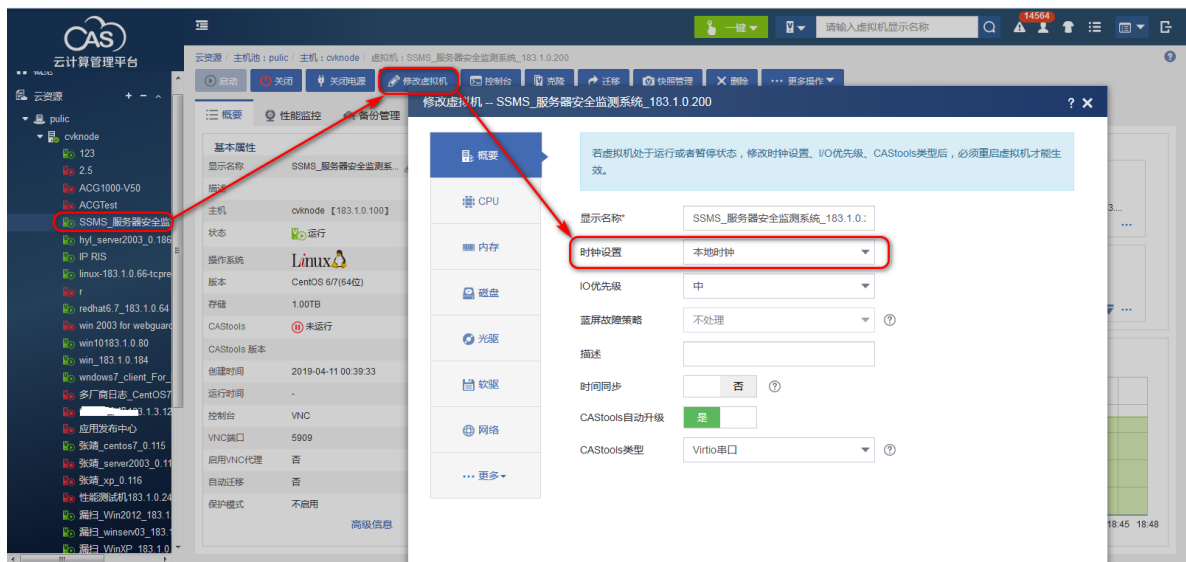 CAS
云计算管理平台
一键
请输入虚拟机显示名称
14564
云资源 / 主机池：pulic / 主机：cvknode / 虚拟机：SSMS_服务器安全监测系统_183.1.0.200
启动 关闭 关闭电源 修改虚拟机 控制台 克隆 迁移 快照管理 删除 ··· 更多操作
概览
云资源 + −
pulic
cvknode
123
2.5
ACG1000-V50
ACGTest
SSMS_服务器安全监
hyl_server2003_0.186
IP RIS
linux-183.1.0.66-tcpre
r
redhat6.7_183.1.0.64
win 2003 for webguard
win10183.1.0.80
win_183.1.0.184
wndows7_client_For_
多厂商日志_CentOS7
3.1.3.12
应用发布中心
张靖_centos7_0.115
张靖_server2003_0.11
张靖_xp_0.116
性能测试机183.1.0.24
漏扫_Win2012_183.1
漏扫_winserv03_183.1
漏扫_WinXP_183.1.0
概要 性能监控 备份管理
基本属性
显示名称 SSMS_服务器安全监测系...
描述
主机 cvknode【183.1.0.100】
状态 运行
操作系统 Linux
版本 CentOS 6/7(64位)
存储 1.00TB
CAStools 未运行
CAStools 版本
创建时间 2019-04-11 00:39:33
运行时间 -
控制台 VNC
VNC端口 5909
启用VNC代理 否
自动迁移 否
保护模式 不启用
高级信息
修改虚拟机 -- SSMS_服务器安全监测系统_183.1.0.200 ? X
概要
CPU
内存
磁盘
光驱
软驱
网络
··· 更多
若虚拟机处于运行或者暂停状态，修改时钟设置、I/O优先级、CAStools类型后，必须重启虚拟机才能生
效。
显示名称* SSMS_服务器安全监测系统_183.1.0.:
时钟设置 本地时钟
IO优先级 中
蓝屏故障策略 不处理 ?
描述
时间同步 否 ?
CAStools自动升级 是
CAStools类型 Virtio串口 ?
3....
···
···
18:45 18:48